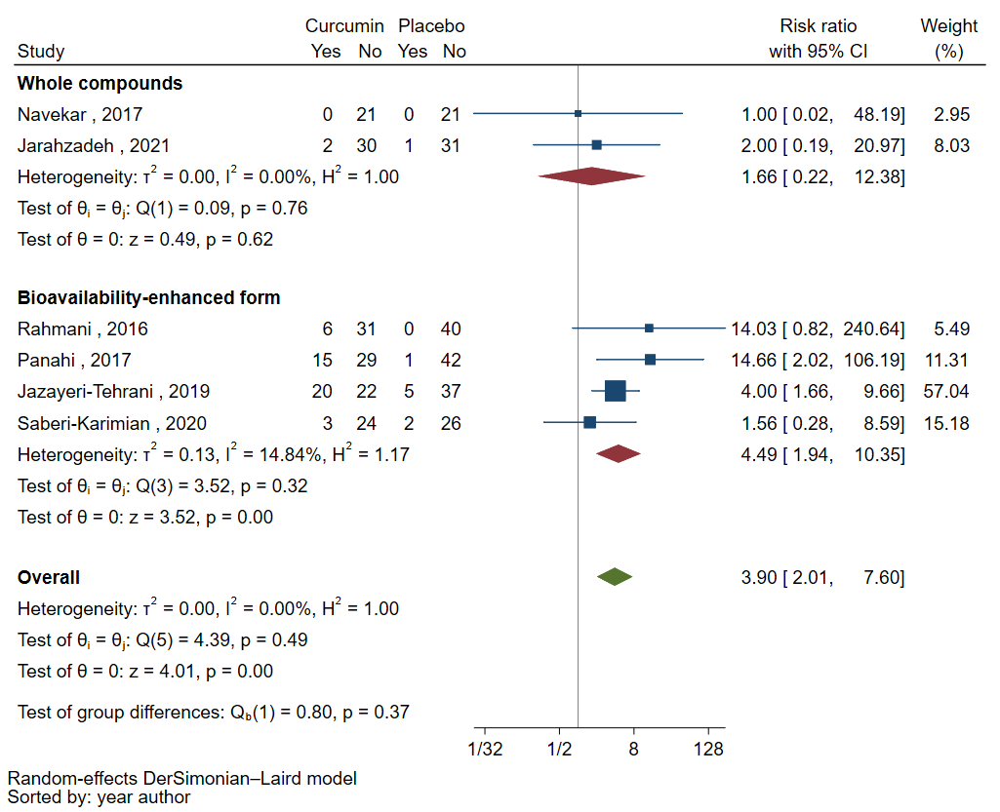 Curcumin Placebo Risk ratio Weight
Study Yes No Yes No with 95% CI (%)
Whole compounds
Navekar , 2017 0 21 0 21 1.00 [ 0.02, 48.19] 2.95
Jarahzadeh , 2021 2 30 1 31 2.00 [ 0.19, 20.97] 8.03
Heterogeneity: τ² = 0.00, I² = 0.00%, H² = 1.00 1.66 [ 0.22, 12.38]
Test of θᵢ = θⱼ: Q(1) = 0.09, p = 0.76
Test of θ = 0: z = 0.49, p = 0.62
Bioavailability-enhanced form
Rahmani , 2016 6 31 0 40 14.03 [ 0.82, 240.64] 5.49
Panahi , 2017 15 29 1 42 14.66 [ 2.02, 106.19] 11.31
Jazayeri-Tehrani , 2019 20 22 5 37 4.00 [ 1.66, 9.66] 57.04
Saberi-Karimian , 2020 3 24 2 26 1.56 [ 0.28, 8.59] 15.18
Heterogeneity: τ² = 0.13, I² = 14.84%, H² = 1.17 4.49 [ 1.94, 10.35]
Test of θᵢ = θⱼ: Q(3) = 3.52, p = 0.32
Test of θ = 0: z = 3.52, p = 0.00
Overall 3.90 [ 2.01, 7.60]
Heterogeneity: τ² = 0.00, I² = 0.00%, H² = 1.00
Test of θᵢ = θⱼ: Q(5) = 4.39, p = 0.49
Test of θ = 0: z = 4.01, p = 0.00
Test of group differences: Q_b(1) = 0.80, p = 0.37
1/32 1/2 8 128
Random-effects DerSimonian–Laird model
Sorted by: year author